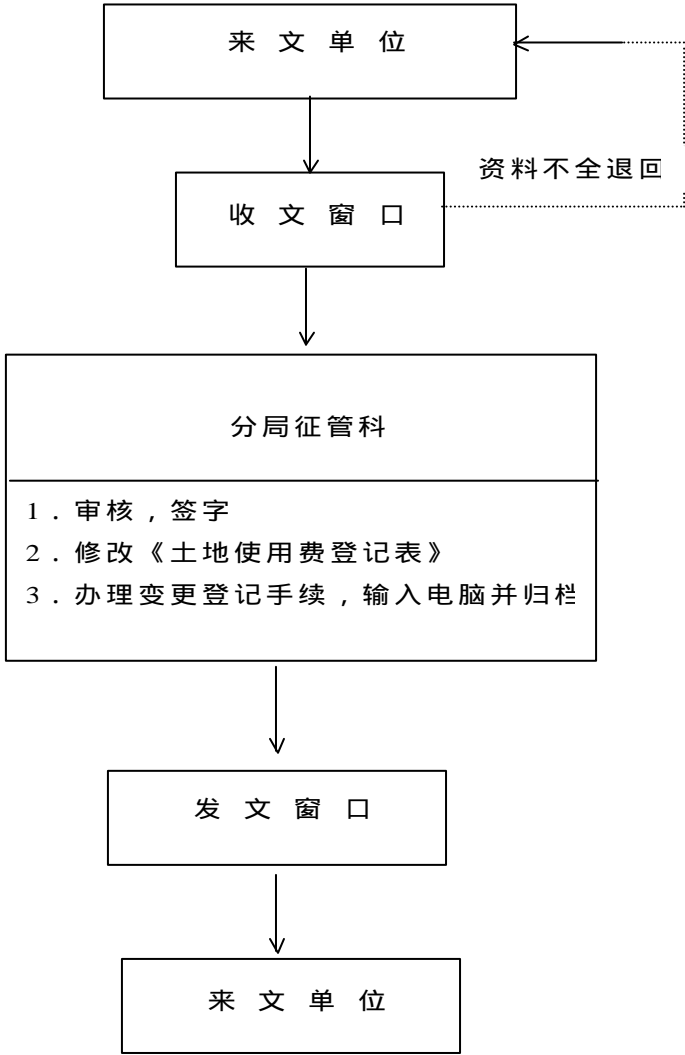 来 文 单 位
资料不全退回
收 文 窗 口
分局征管科
1．审核，签字
2．修改《土地使用费登记表》
3．办理变更登记手续，输入电脑并归档
发 文 窗 口
来 文 单 位